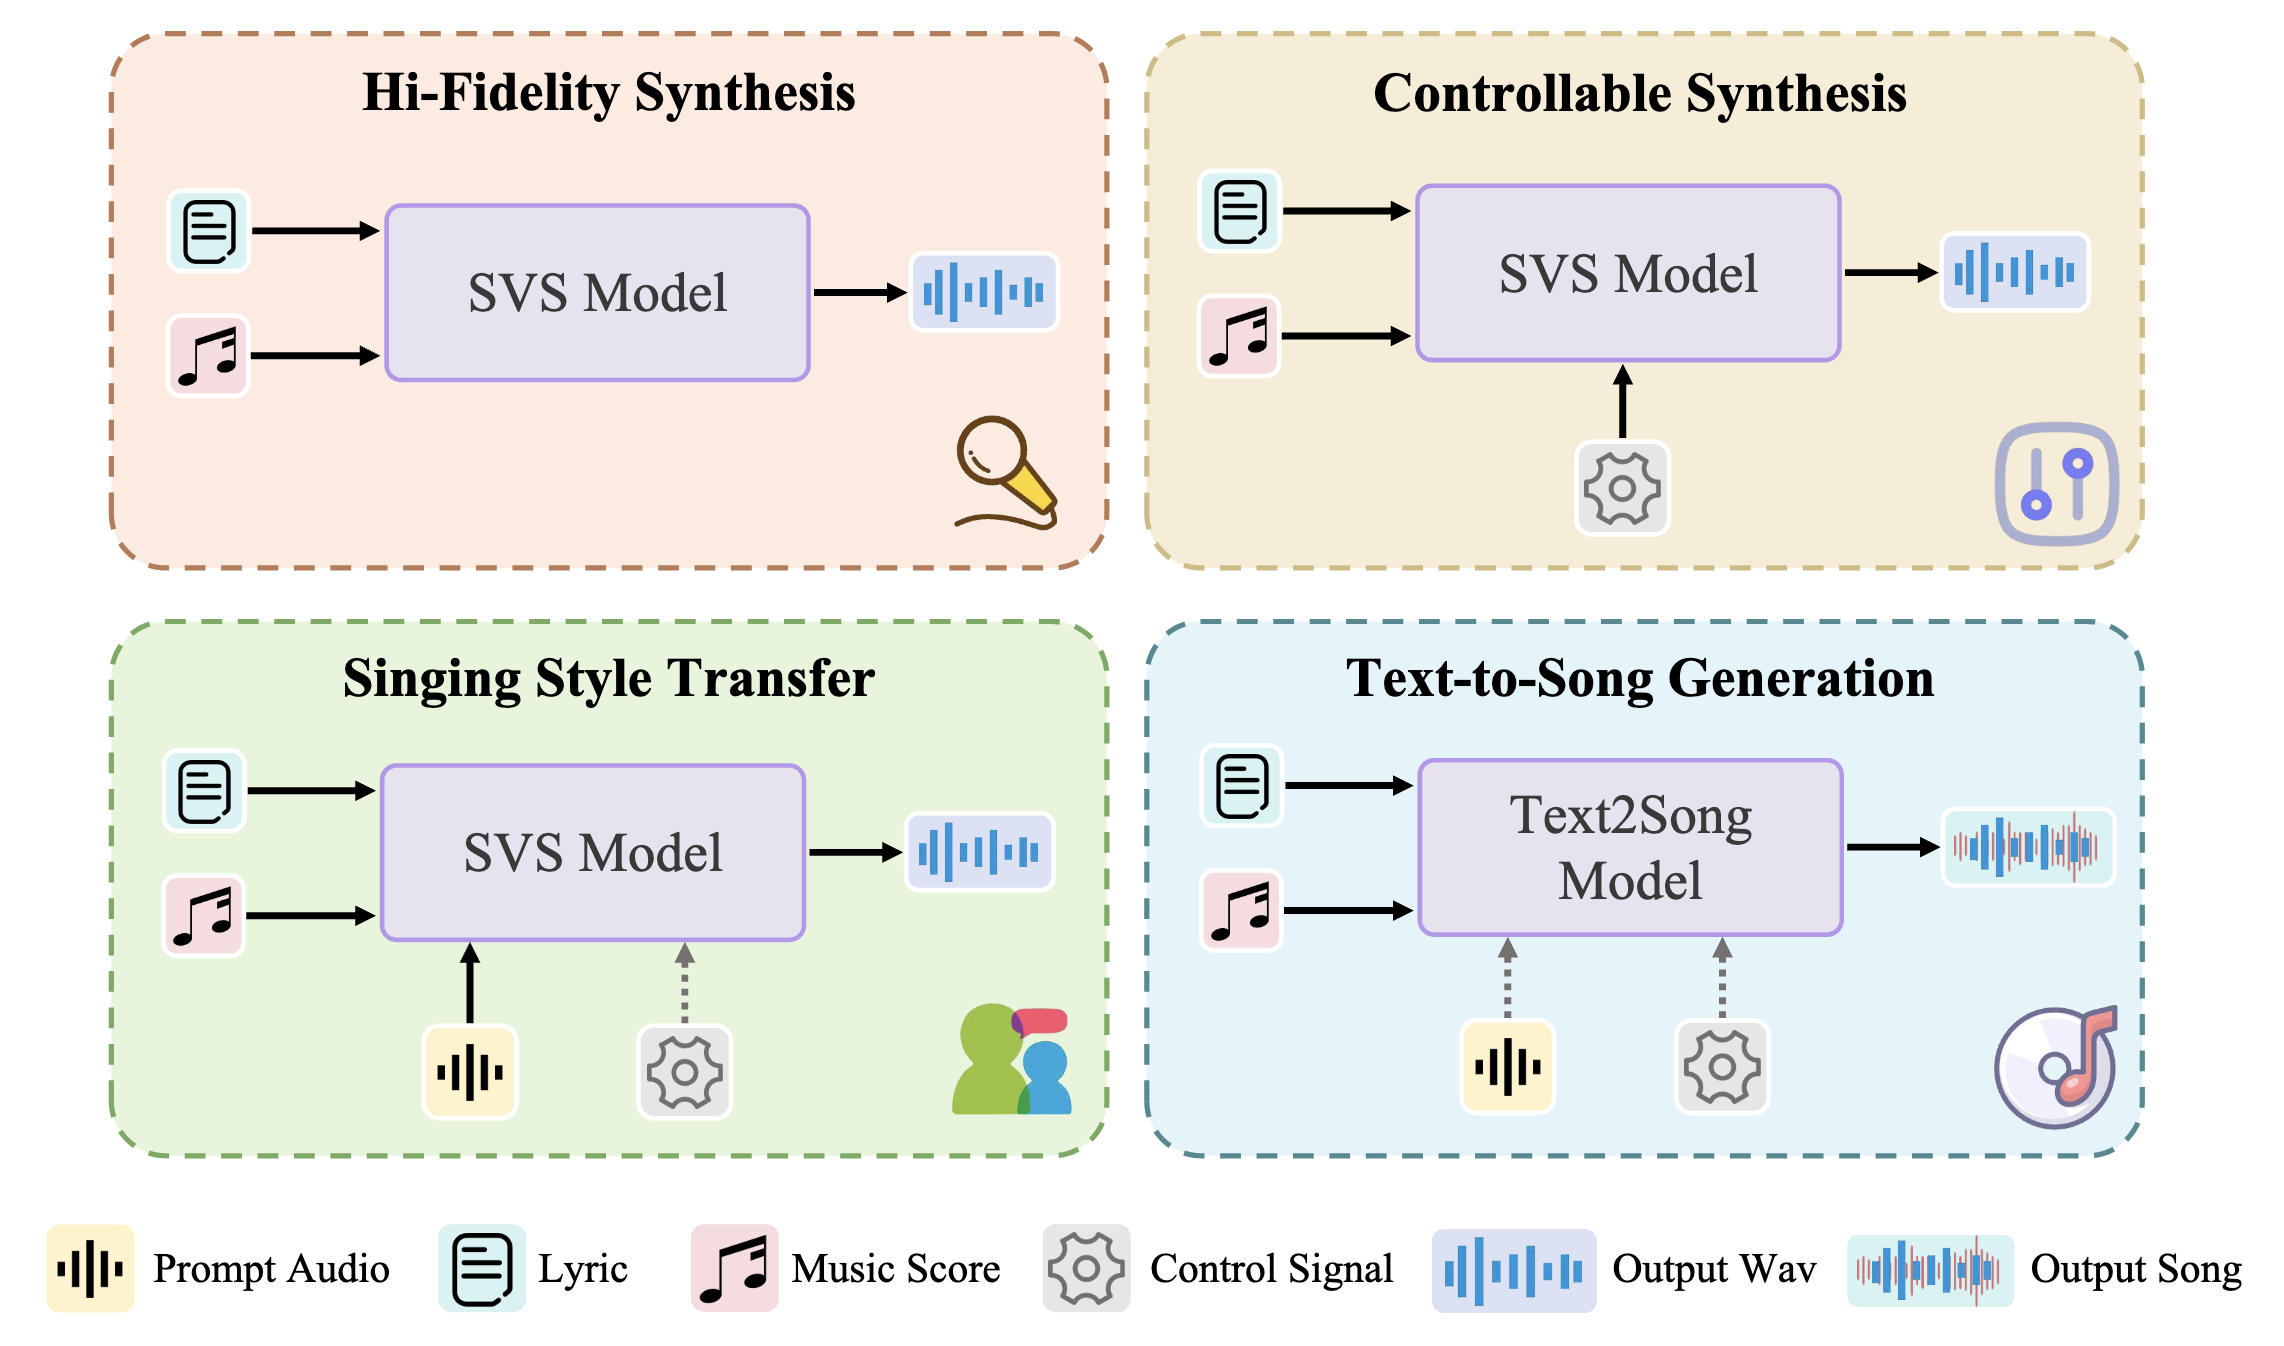 Hi-Fidelity Synthesis
SVS Model
Controllable Synthesis
SVS Model
Singing Style Transfer
SVS Model
Text-to-Song Generation
Text2Song
Model
Prompt Audio
Lyric
Music Score
Control Signal
Output Wav
Output Song